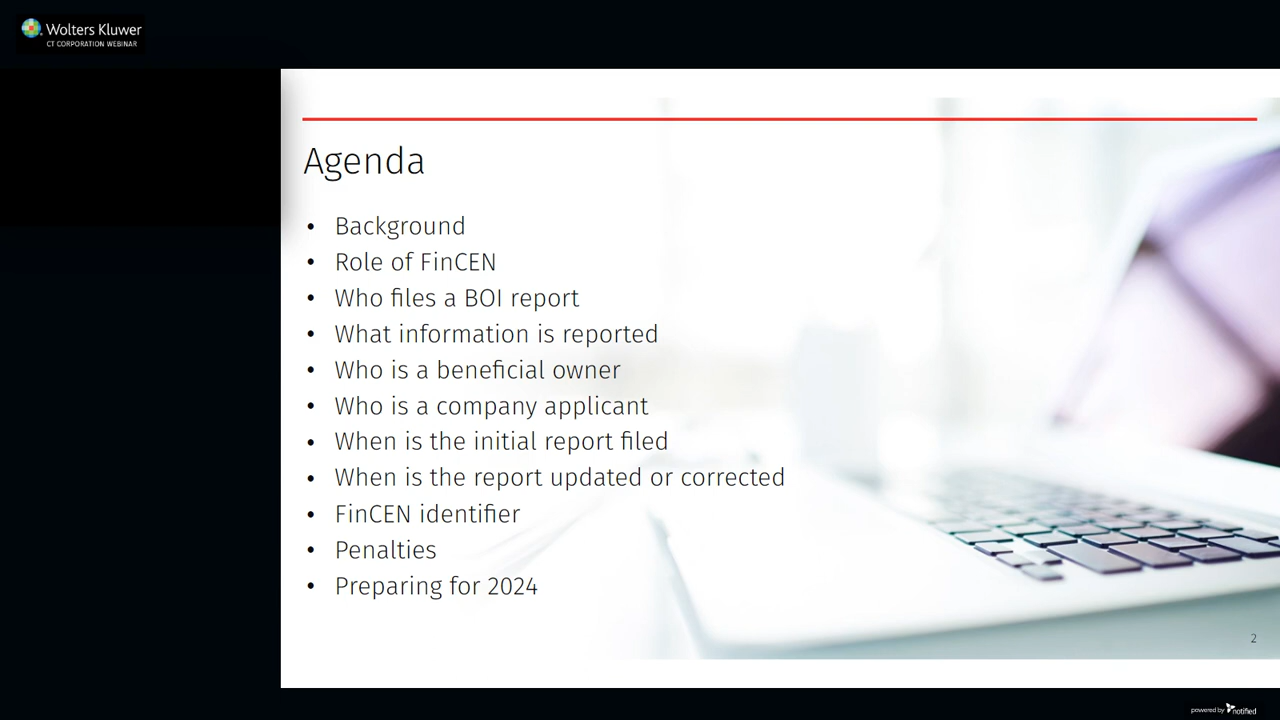 Wolters Kluwer
CT CORPORATION WEBINAR
Agenda
• Background
• Role of FinCEN
• Who files a BOI report
• What information is reported
• Who is a beneficial owner
• Who is a company applicant
• When is the initial report filed
• When is the report updated or corrected
• FinCEN identifier
• Penalties
• Preparing for 2024
2
powered by notified